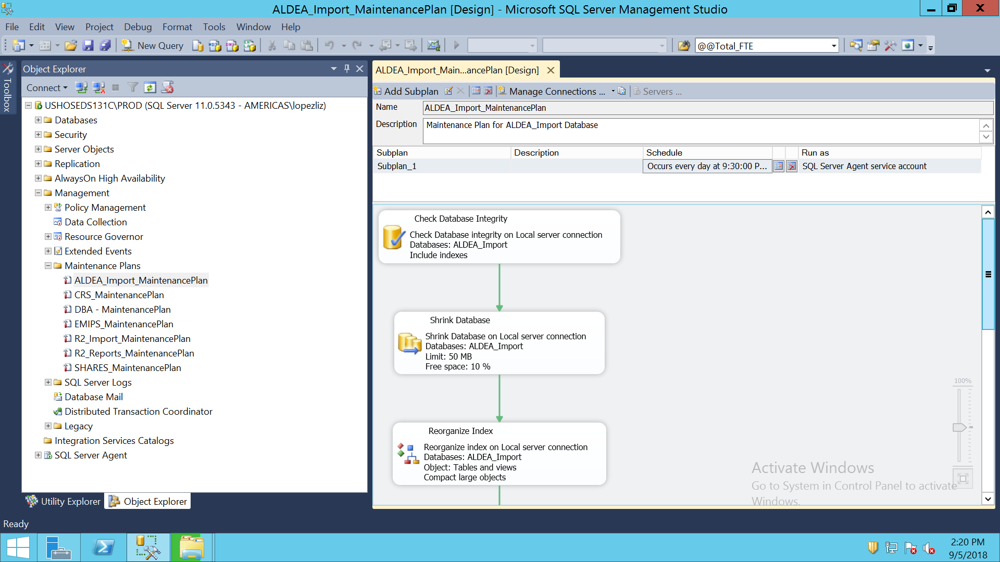 ALDEA_Import_MaintenancePlan [Design] - Microsoft SQL Server Management Studio
File Edit View Project Debug Format Tools Window Help
New Query
@@Total_FTE
Toolbox
Object Explorer
Connect
USHOSEDS131C\PROD (SQL Server 11.0.5343 - AMERICAS\lopezliz)
Databases
Security
Server Objects
Replication
AlwaysOn High Availability
Management
Policy Management
Data Collection
Resource Governor
Extended Events
Maintenance Plans
ALDEA_Import_MaintenancePlan
CRS_MaintenancePlan
DBA - MaintenancePlan
EMIPS_MaintenancePlan
R2_Import_MaintenancePlan
R2_Reports_MaintenancePlan
SHARES_MaintenancePlan
SQL Server Logs
Database Mail
Distributed Transaction Coordinator
Legacy
Integration Services Catalogs
SQL Server Agent
Utility Explorer
Object Explorer
ALDEA_Import_Main...ancePlan [Design]
Add Subplan
Manage Connections ...
Servers ...
Name
ALDEA_Import_MaintenancePlan
Description
Maintenance Plan for ALDEA_Import Database
Subplan Description Schedule Run as
Subplan_1 Occurs every day at 9:30:00 P... SQL Server Agent service account
Check Database Integrity
Check Database integrity on Local server connection
Databases: ALDEA_Import
Include indexes
Shrink Database
Shrink Database on Local server connection
Databases: ALDEA_Import
Limit: 50 MB
Free space: 10 %
Reorganize Index
Reorganize index on Local server connection
Databases: ALDEA_Import
Object: Tables and views
Compact large objects
100%
Activate Windows
Go to System in Control Panel to activate
Windows.
Ready
2:20 PM
9/5/2018